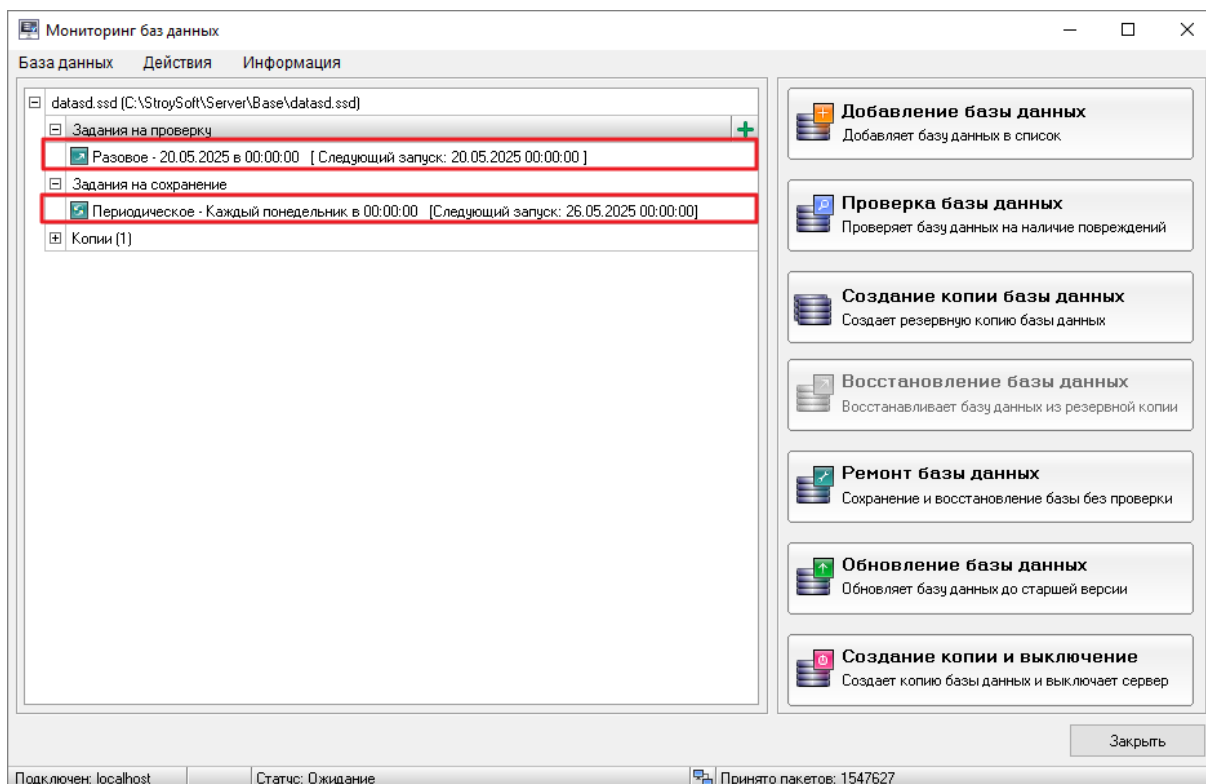 Мониторинг баз данных
База данных Действия Информация
datasd.ssd (C:\StroySoft\Server\Base\datasd.ssd)
Задания на проверку
Разовое - 20.05.2025 в 00:00:00 [ Следующий запуск: 20.05.2025 00:00:00 ]
Задания на сохранение
Периодическое - Каждый понедельник в 00:00:00 [Следующий запуск: 26.05.2025 00:00:00]
Копии (1)
Добавление базы данных
Добавляет базу данных в список
Проверка базы данных
Проверяет базу данных на наличие повреждений
Создание копии базы данных
Создает резервную копию базы данных
Восстановление базы данных
Восстанавливает базу данных из резервной копии
Ремонт базы данных
Сохранение и восстановление базы без проверки
Обновление базы данных
Обновляет базу данных до старшей версии
Создание копии и выключение
Создает копию базы данных и выключает сервер
Закрыть
Подключен: localhost Статус: Ожидание Принято пакетов: 1547627